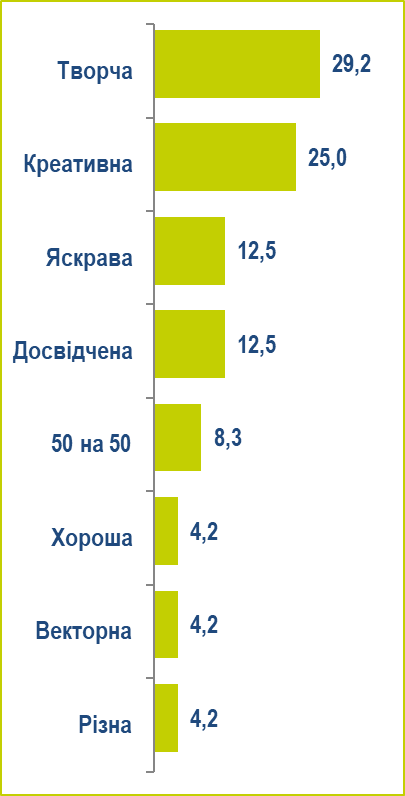 Творча 29,2
Креативна 25,0
Яскрава 12,5
Досвідчена 12,5
50 на 50 8,3
Хороша 4,2
Векторна 4,2
Різна 4,2